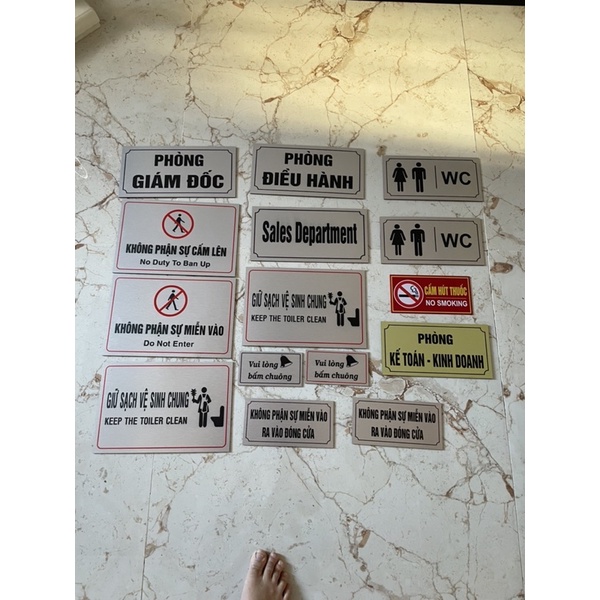 PHÒNG
GIÁM ĐỐC
PHÒNG
ĐIỀU HÀNH
WC
KHÔNG PHẬN SỰ CẤM LÊN
No Duty To Ban Up
Sales Department
WC
KHÔNG PHẬN SỰ MIỄN VÀO
Do Not Enter
GIỮ SẠCH VỆ SINH CHUNG
KEEP THE TOILER CLEAN
CẤM HÚT THUỐC
NO SMOKING
PHÒNG
KẾ TOÁN - KINH DOANH
Vui lòng
bấm chuông
Vui lòng
bấm chuông
GIỮ SẠCH VỆ SINH CHUNG
KEEP THE TOILER CLEAN
KHÔNG PHẬN SỰ MIỄN VÀO
RA VÀO ĐÓNG CỬA
KHÔNG PHẬN SỰ MIỄN VÀO
RA VÀO ĐÓNG CỬA